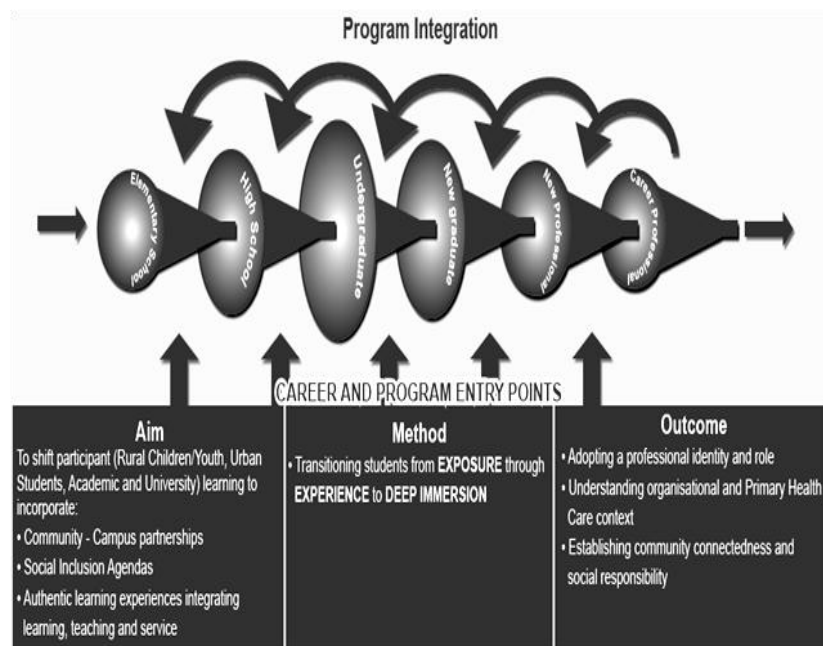 Program Integration
Elementary School
High School
Undergraduate
New graduate
New Professional
Career Professional
CAREER AND PROGRAM ENTRY POINTS
Aim
To shift participant (Rural Children/Youth, Urban
Students, Academic and University) learning to
incorporate:
• Community - Campus partnerships
• Social Inclusion Agendas
• Authentic learning experiences integrating
learning, teaching and service
Method
• Transitioning students from EXPOSURE through
EXPERIENCE to DEEP IMMERSION
Outcome
• Adopting a professional identity and role
• Understanding organisational and Primary Health
Care context
• Establishing community connectedness and
social responsibility